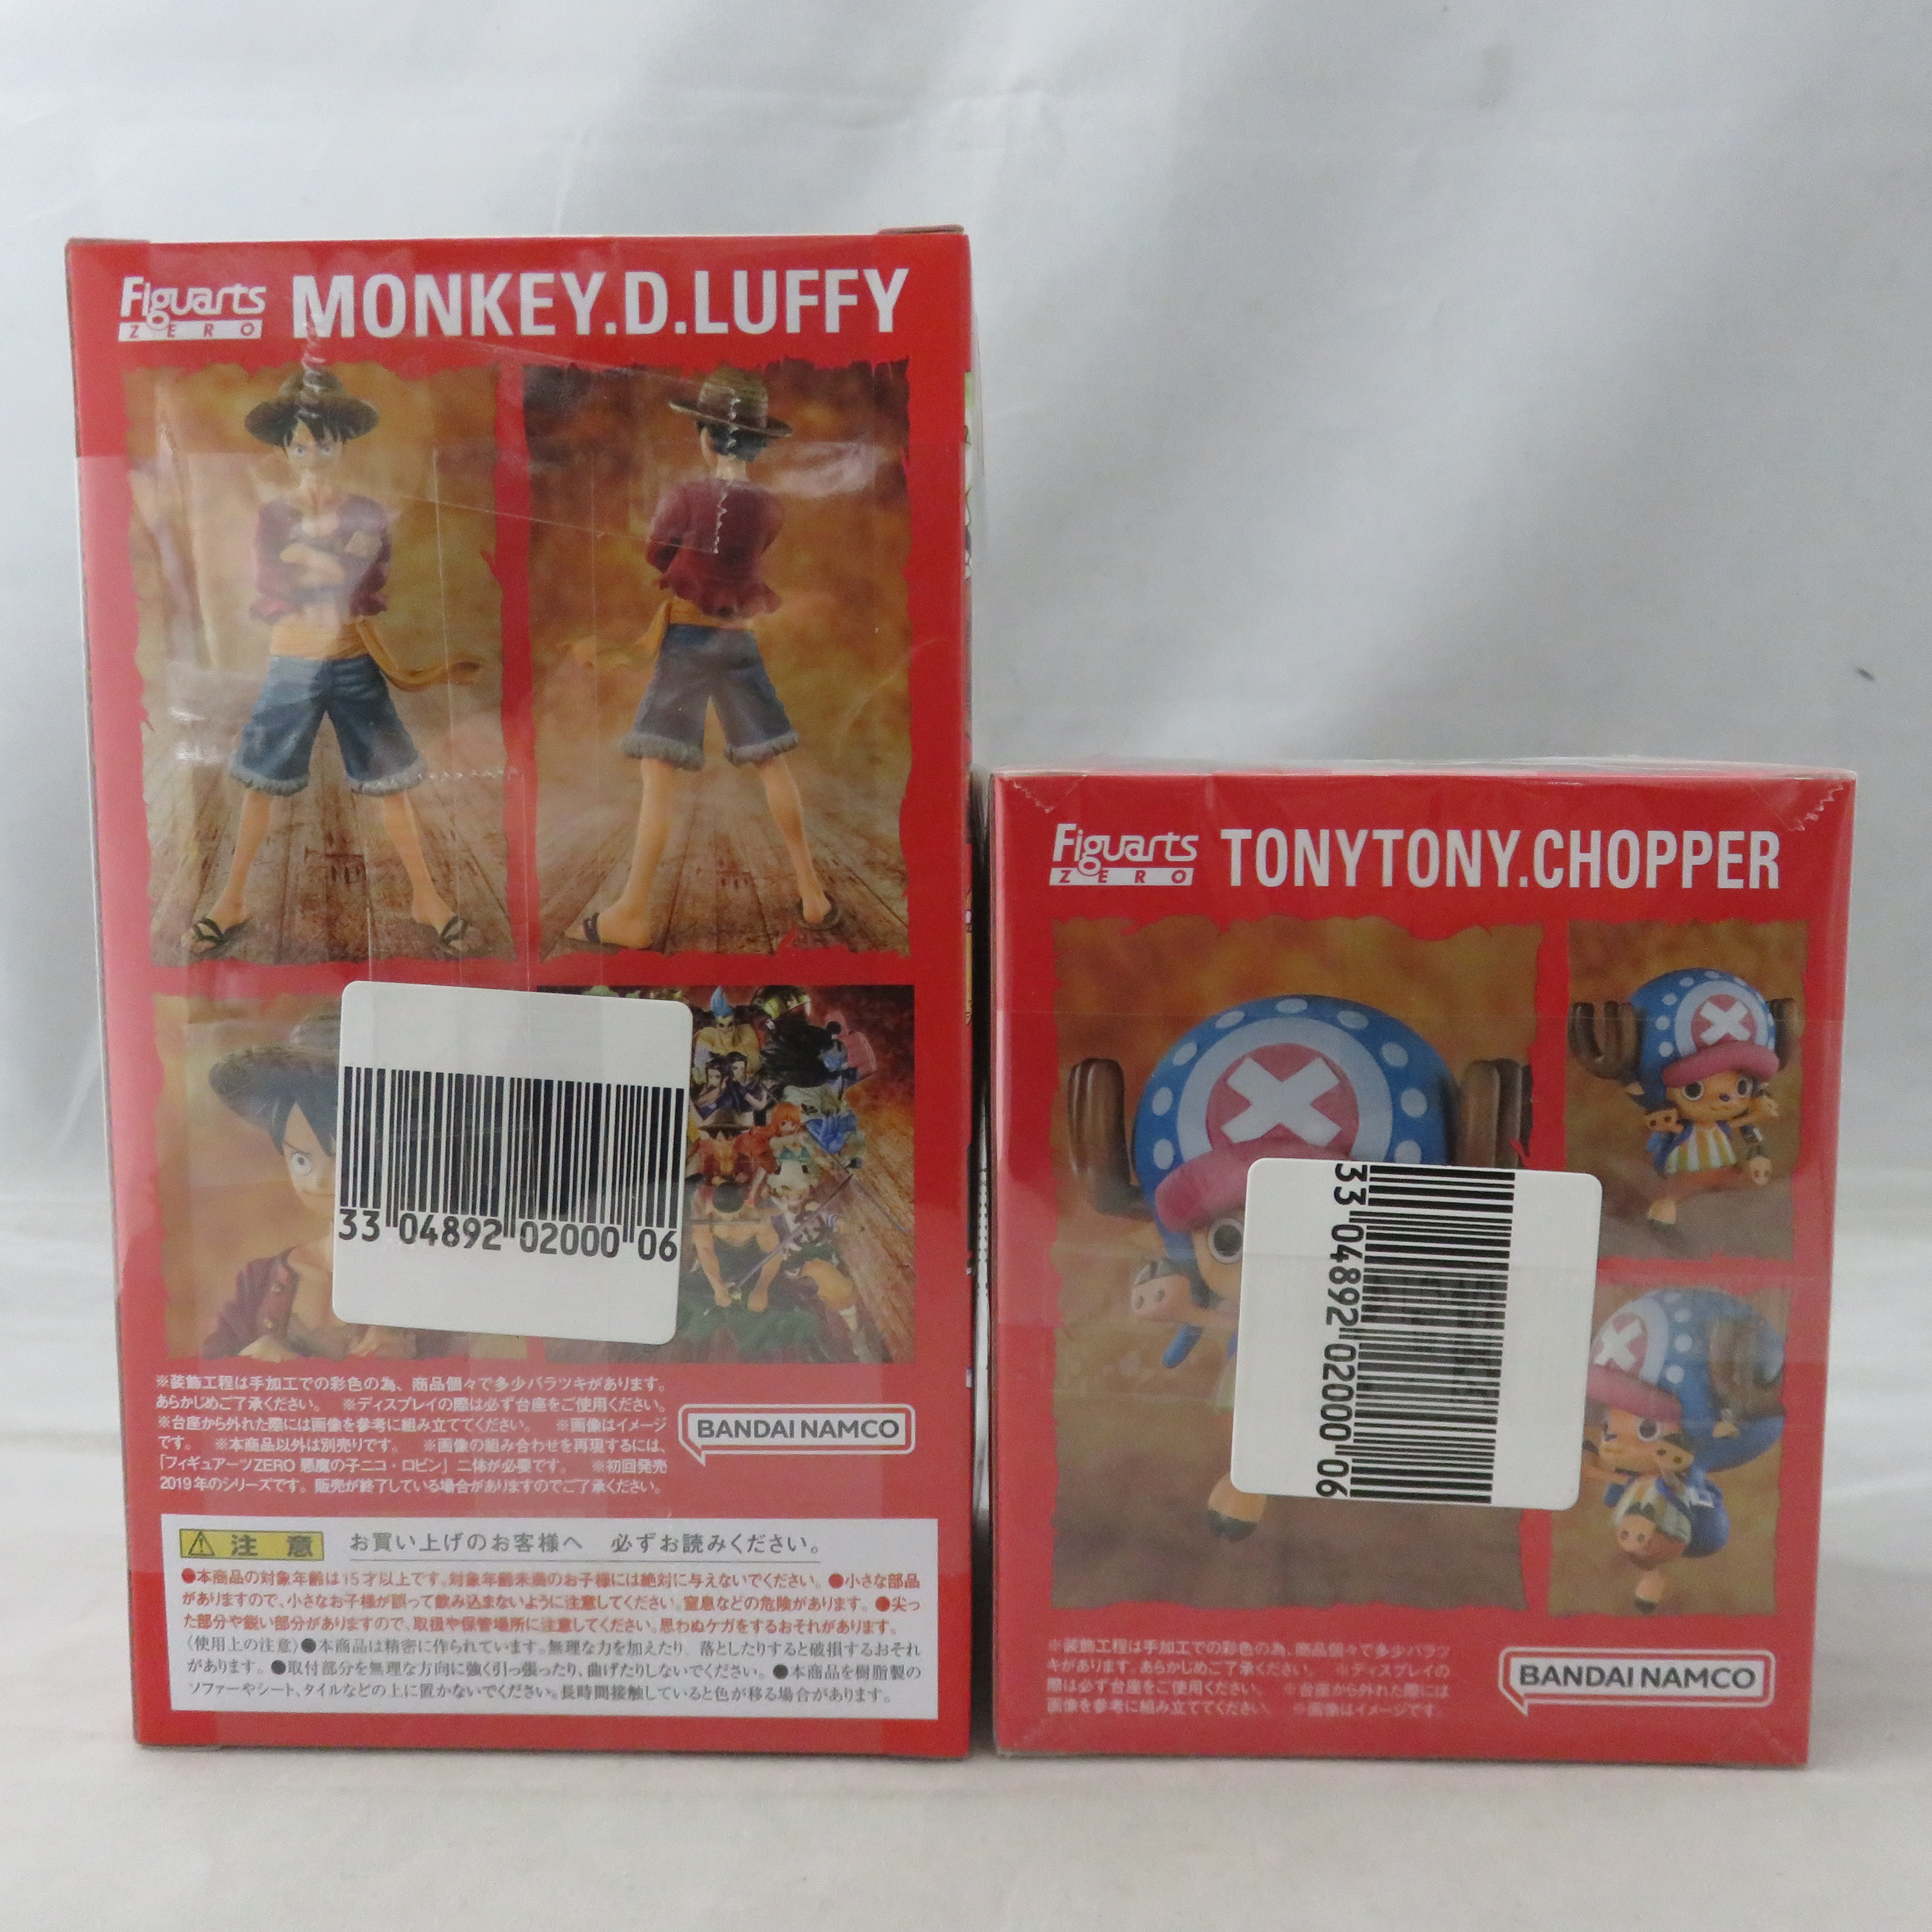 Figuarts ZERO MONKEY.D.LUFFY
33 04892 02000 06
※装飾工程は手加工での彩色の為、商品個々で多少バラツキがあります。
あらかじめご了承ください。 ※ディスプレイの際は必ず台座をご使用ください。
※台座から外れた際には画像を参考に組み立ててください。 ※画像はイメージ
です。 ※本商品以外は別売りです。 ※画像の組み合わせを再現するには、
「フィギュアーツZERO 悪魔の子ニコ・ロビン」二体が必要です。 ※初回発売
2019年のシリーズです。販売が終了している場合がありますのでご了承ください。
BANDAI NAMCO
注意 お買い上げのお客様へ 必ずお読みください。
●本商品の対象年齢は15才以上です。対象年齢未満のお子様には絶対に与えないでください。●小さな部品
がありますので、小さなお子様が誤って飲み込まないように注意してください。窒息などの危険があります。●尖っ
た部分や鋭い部分がありますので、取扱や保管場所に注意してください。思わぬケガをするおそれがあります。
〈使用上の注意〉●本商品は精密に作られています。無理な力を加えたり、落としたりすると破損するおそれ
があります。●取付部分を無理な方向に強く引っ張ったり、曲げたりしないでください。●本商品を樹脂製の
ソファーやシート、タイルなどの上に置かないでください。長時間接触していると色が移る場合があります。
Figuarts ZERO TONYTONY.CHOPPER
33 04892 02000 06
※装飾工程は手加工での彩色の為、商品個々で多少バラツ
キがあります。あらかじめご了承ください。 ※ディスプレイの
際は必ず台座をご使用ください。 ※台座から外れた際には
画像を参考に組み立ててください。 ※画像はイメージです。
BANDAI NAMCO